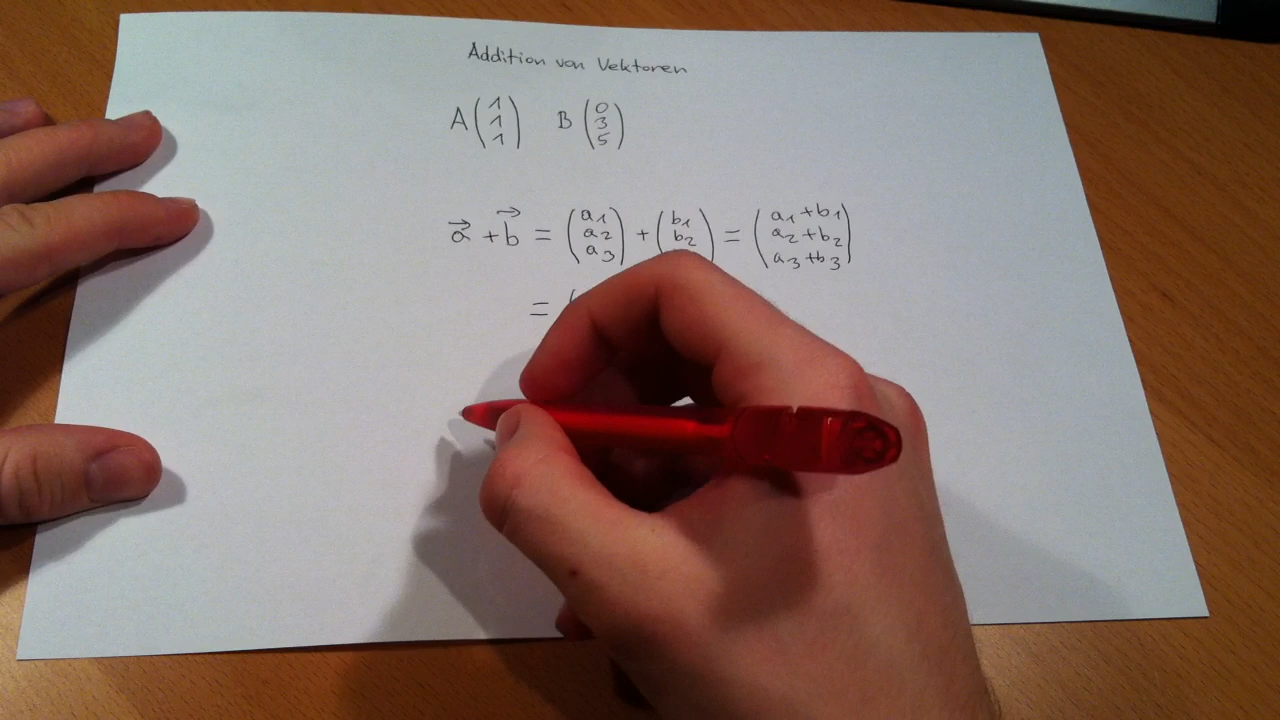 Addition von Vektoren
A (1 1 1) B (0 3 5)
a⃗ + b⃗ = (a1 a2 a3) + (b1 b2) = (a1+b1 a2+b2 a3+b3)
=